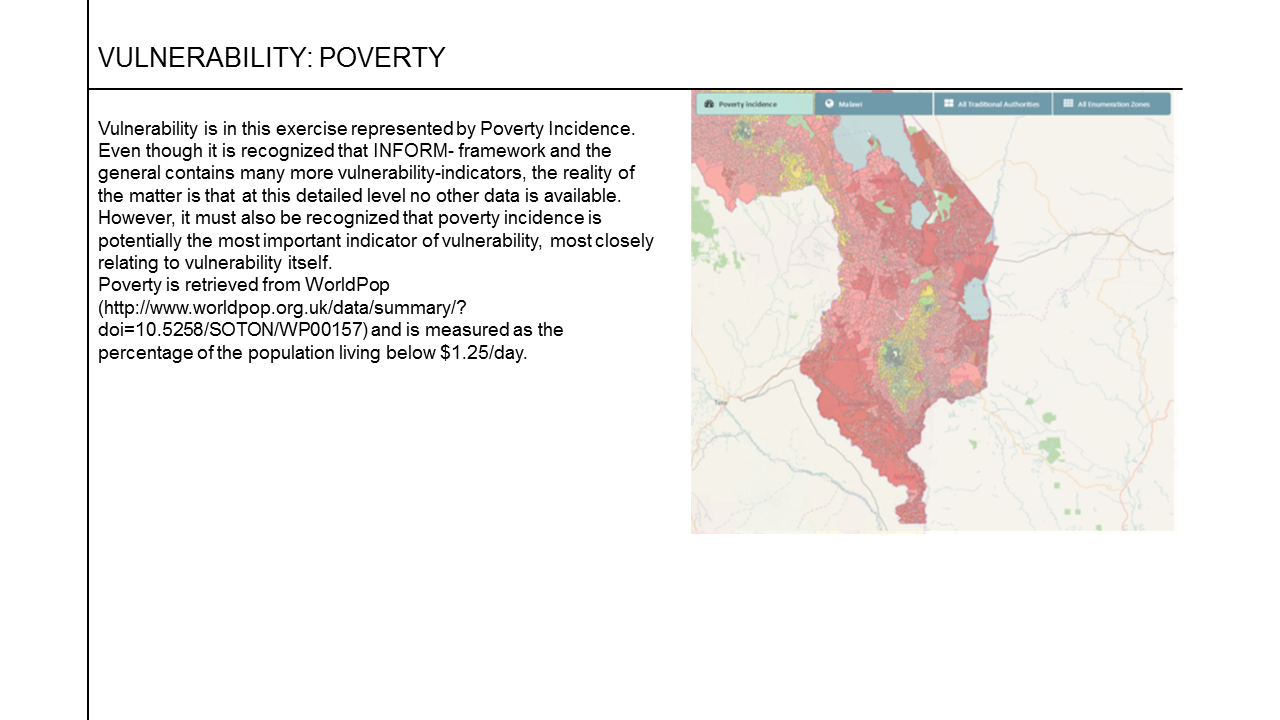 VULNERABILITY: POVERTY
Vulnerability is in this exercise represented by Poverty Incidence.
Even though it is recognized that INFORM- framework and the
general contains many more vulnerability-indicators, the reality of
the matter is that at this detailed level no other data is available.
However, it must also be recognized that poverty incidence is
potentially the most important indicator of vulnerability, most closely
relating to vulnerability itself.
Poverty is retrieved from WorldPop
(http://www.worldpop.org.uk/data/summary/?
doi=10.5258/SOTON/WP00157) and is measured as the
percentage of the population living below $1.25/day.
Poverty incidence
Malawi
All Traditional Authorities
All Enumeration Zones
Tete